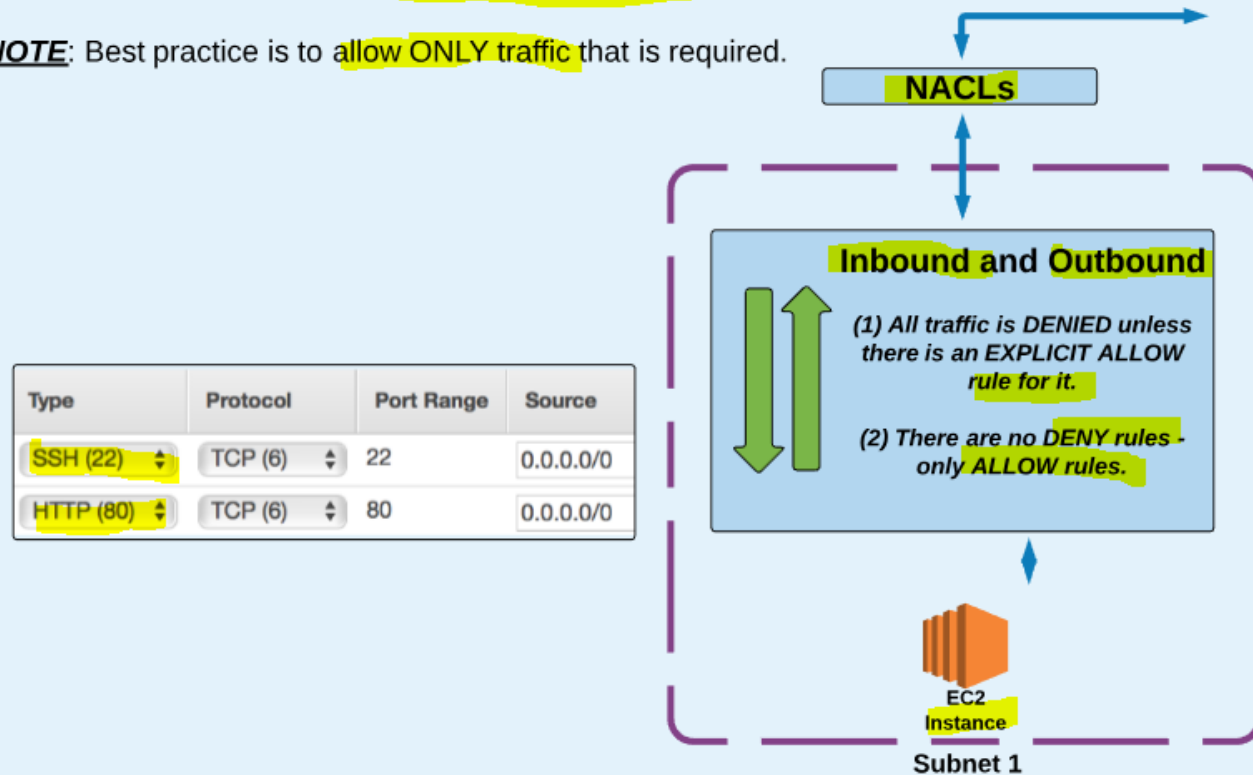 NOTE: Best practice is to allow ONLY traffic that is required.
NACLs
Inbound and Outbound
(1) All traffic is DENIED unless
there is an EXPLICIT ALLOW
rule for it.
(2) There are no DENY rules -
only ALLOW rules.
Type Protocol Port Range Source
SSH (22) TCP (6) 22 0.0.0.0/0
HTTP (80) TCP (6) 80 0.0.0.0/0
EC2
Instance
Subnet 1